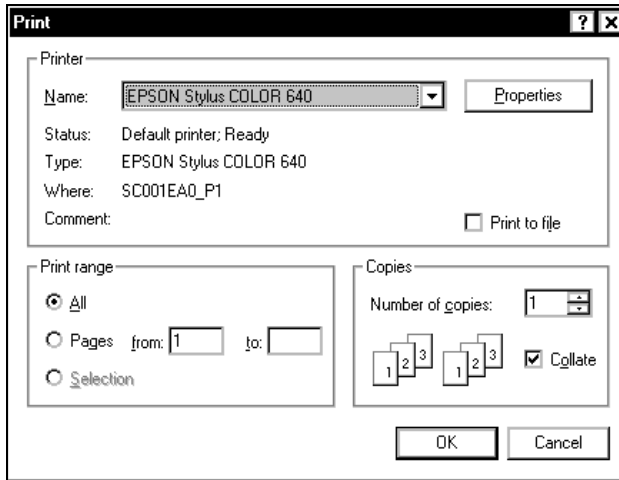 Print
Printer
Name: EPSON Stylus COLOR 640 Properties
Status: Default printer; Ready
Type: EPSON Stylus COLOR 640
Where: SC001EA0_P1
Comment: Print to file
Print range
All
Pages from: 1 to:
Selection
Copies
Number of copies: 1
1 2 3 1 2 3 Collate
OK Cancel